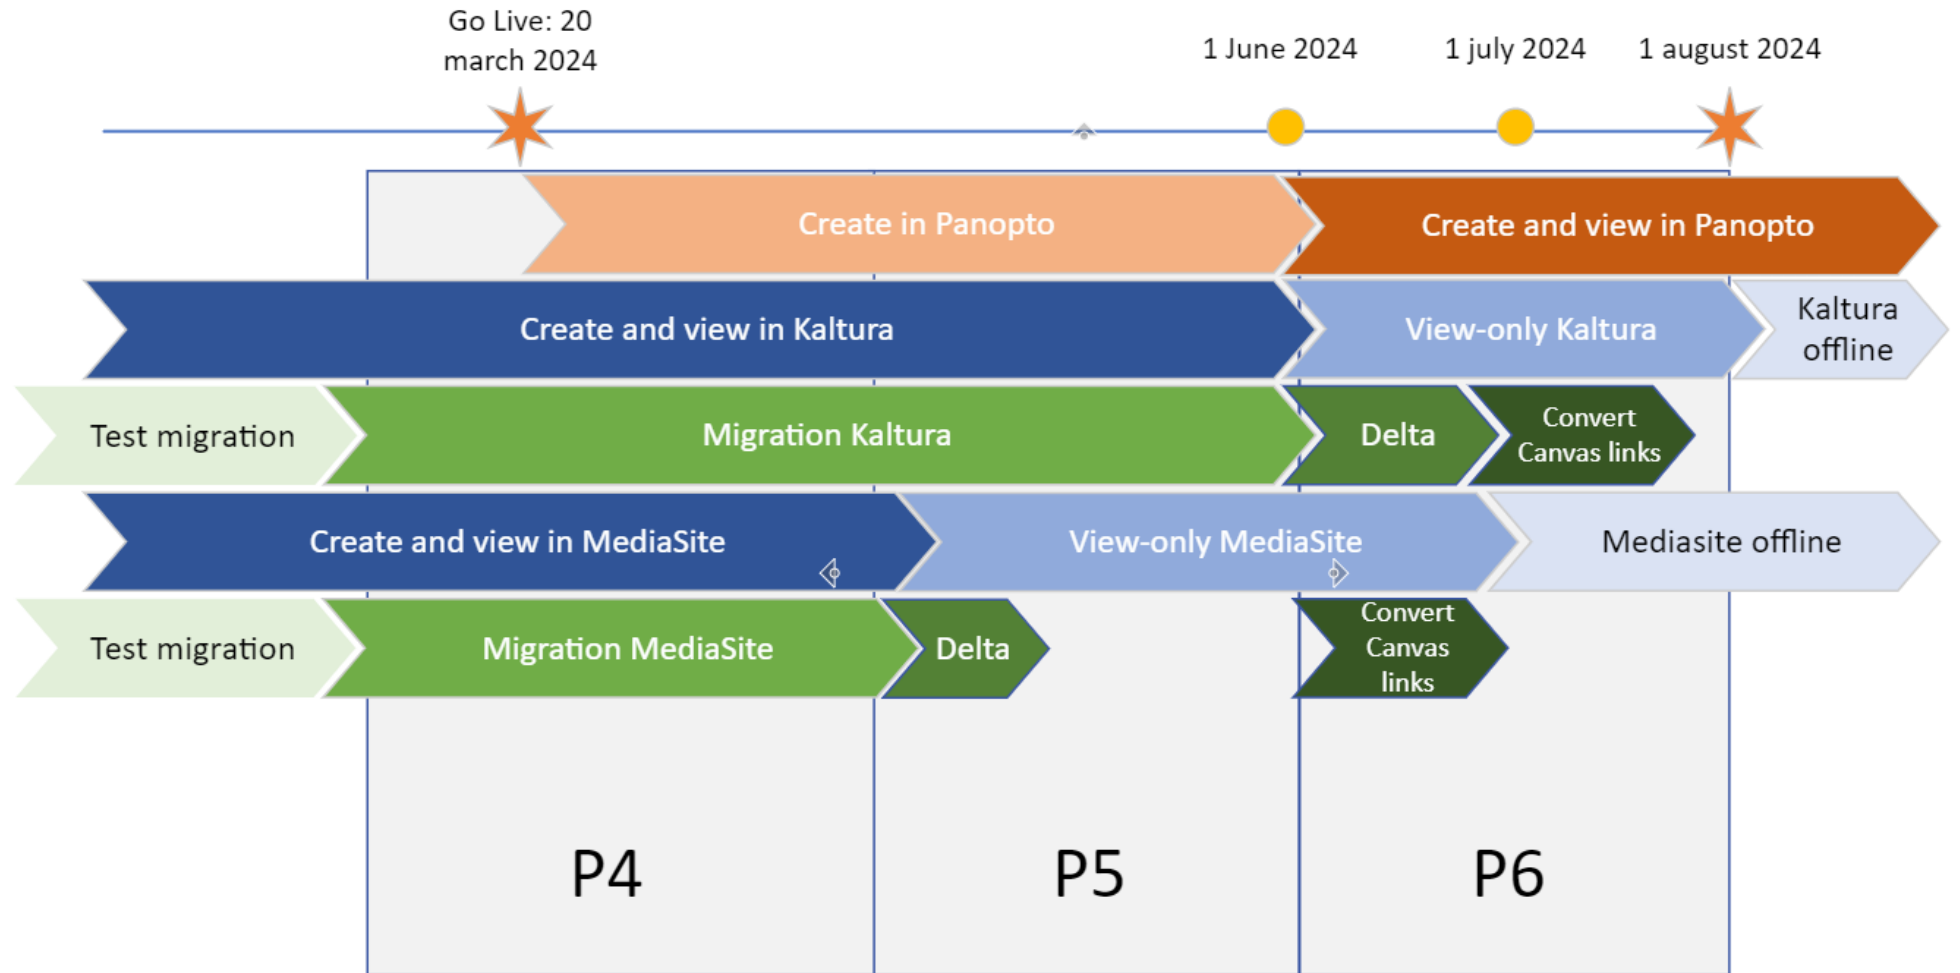 Go Live: 20
march 2024
1 June 2024
1 july 2024
1 august 2024
Create in Panopto
Create and view in Panopto
Create and view in Kaltura
View-only Kaltura
Kaltura
offline
Test migration
Migration Kaltura
Delta
Convert
Canvas links
Create and view in MediaSite
View-only MediaSite
Mediasite offline
Test migration
Migration MediaSite
Delta
Convert
Canvas
links
P4
P5
P6